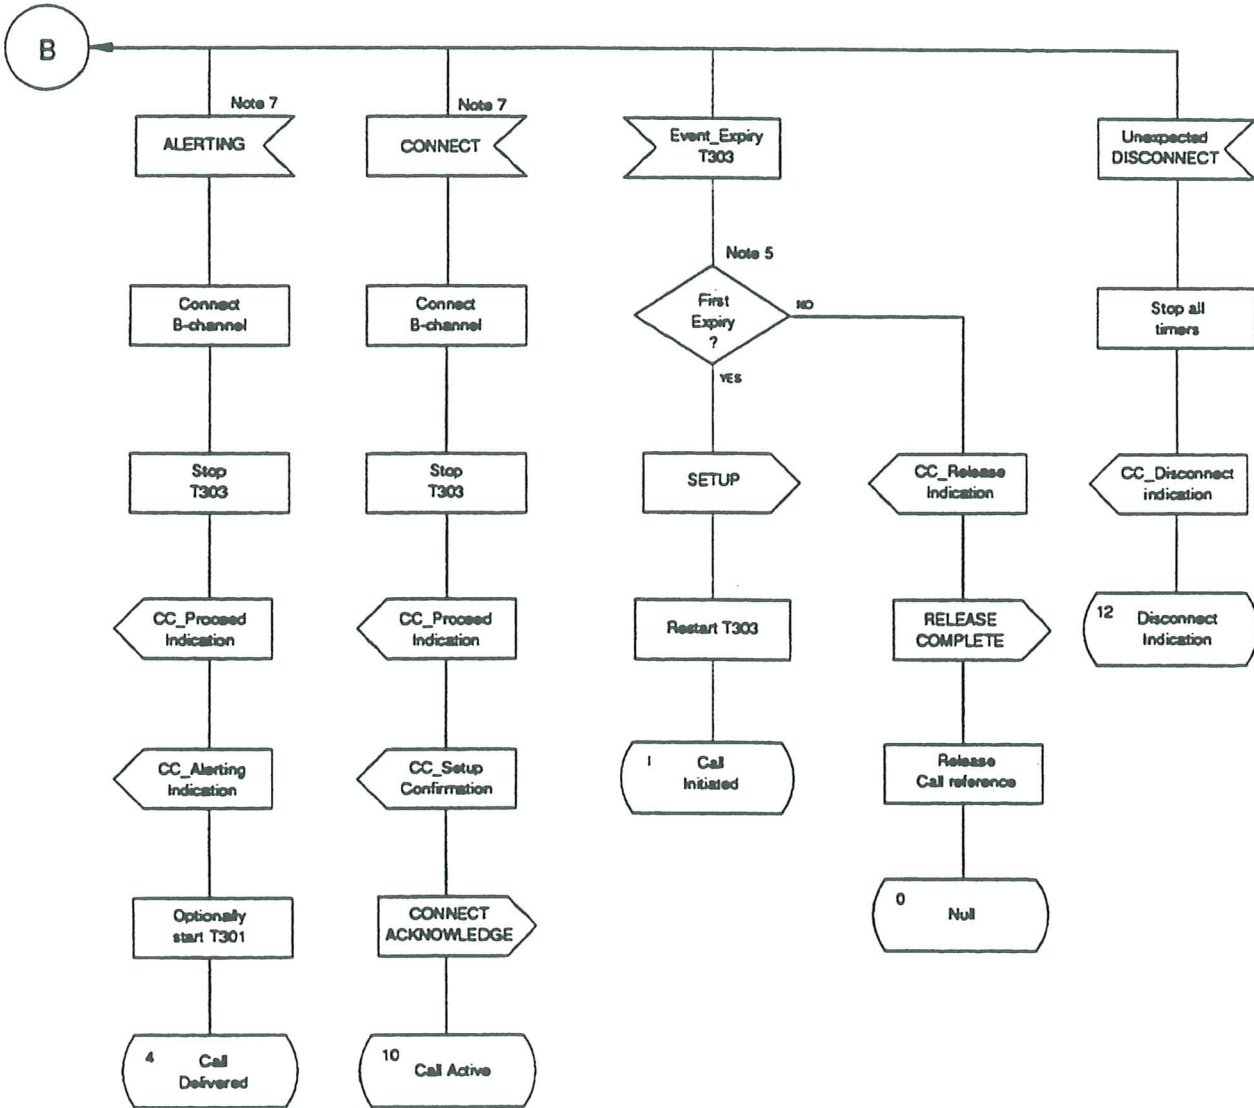 B
Note 7
ALERTING
Connect
B-channel
Stop
T303
CC_Proceed
Indication
CC_Alerting
Indication
Optionally
start T301
4
Call
Delivered
Note 7
CONNECT
Connect
B-channel
Stop
T303
CC_Proceed
Indication
CC_Setup
Confirmation
CONNECT
ACKNOWLEDGE
10
Call Active
Event_Expiry
T303
Note 5
First
Expiry
?
YES
NO
SETUP
Restart T303
1
Call
Initiated
CC_Release
Indication
RELEASE
COMPLETE
Release
Call reference
0
Null
Unexpected
DISCONNECT
Stop all
timers
CC_Disconnect
indication
12
Disconnect
Indication